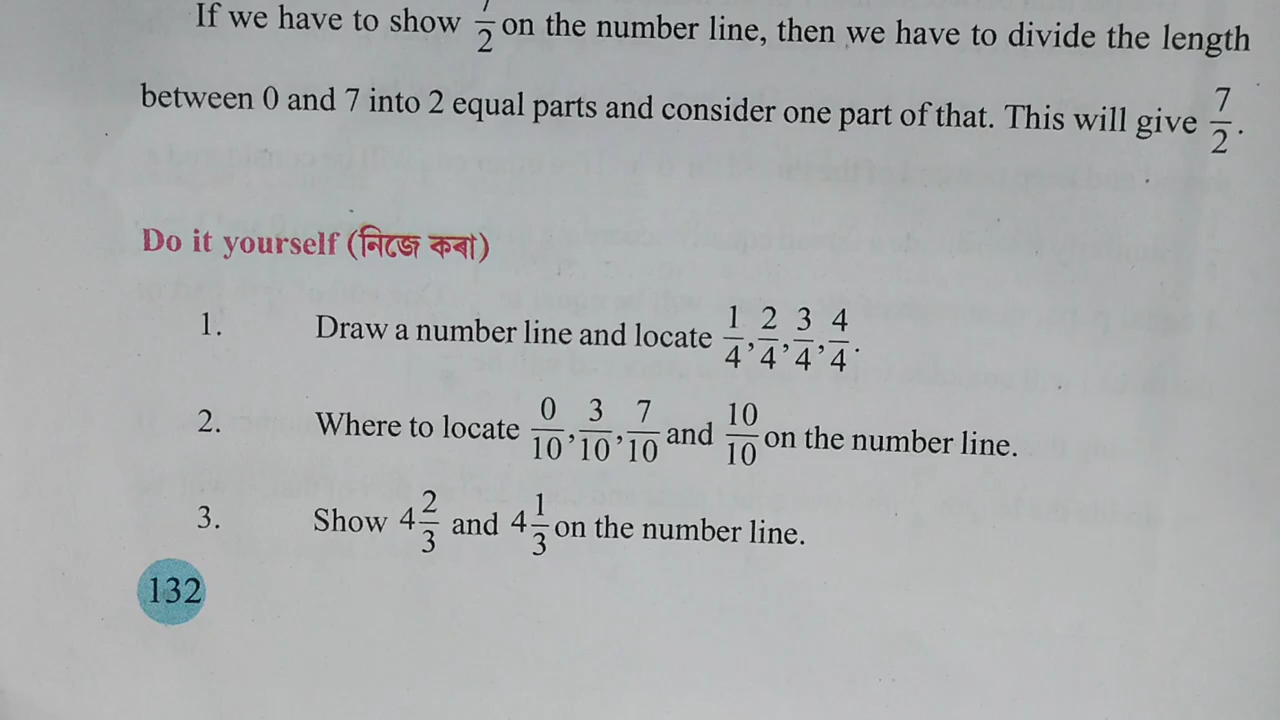 If we have to show 7/2 on the number line, then we have to divide the length
between 0 and 7 into 2 equal parts and consider one part of that. This will give 7/2.
Do it yourself (নিজে কৰা)
1. Draw a number line and locate 1/4, 2/4, 3/4, 4/4.
2. Where to locate 0/10, 3/10, 7/10 and 10/10 on the number line.
3. Show 4 2/3 and 4 1/3 on the number line.
132